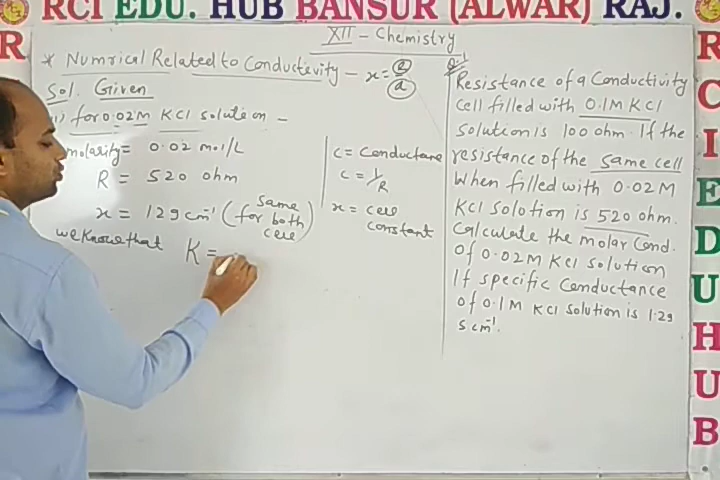 RCI EDU. HUB BANSUR (ALWAR) RAJ.
XII - Chemistry
* Numrical Related to Conductivity - x = e/a
Sol. Given
for 0.02M KCl solution -
molarity = 0.02 mol/L
R = 520 ohm
x = 129 cm⁻¹ (same for both cell)
we know that K =
C = Conductane
C = 1/R
x = cell
constant
Resistance of a Conductivity
cell filled with 0.1M KCl
solution is 100 ohm. If the
resistance of the same cell
when filled with 0.02M
KCl solution is 520 ohm.
Calculate the molar Cond.
of 0.02M KCl solution
If specific Conductance
of 0.1M KCl solution is 1.29
S cm⁻¹.
R
R
C
I
E
D
U
H
U
B